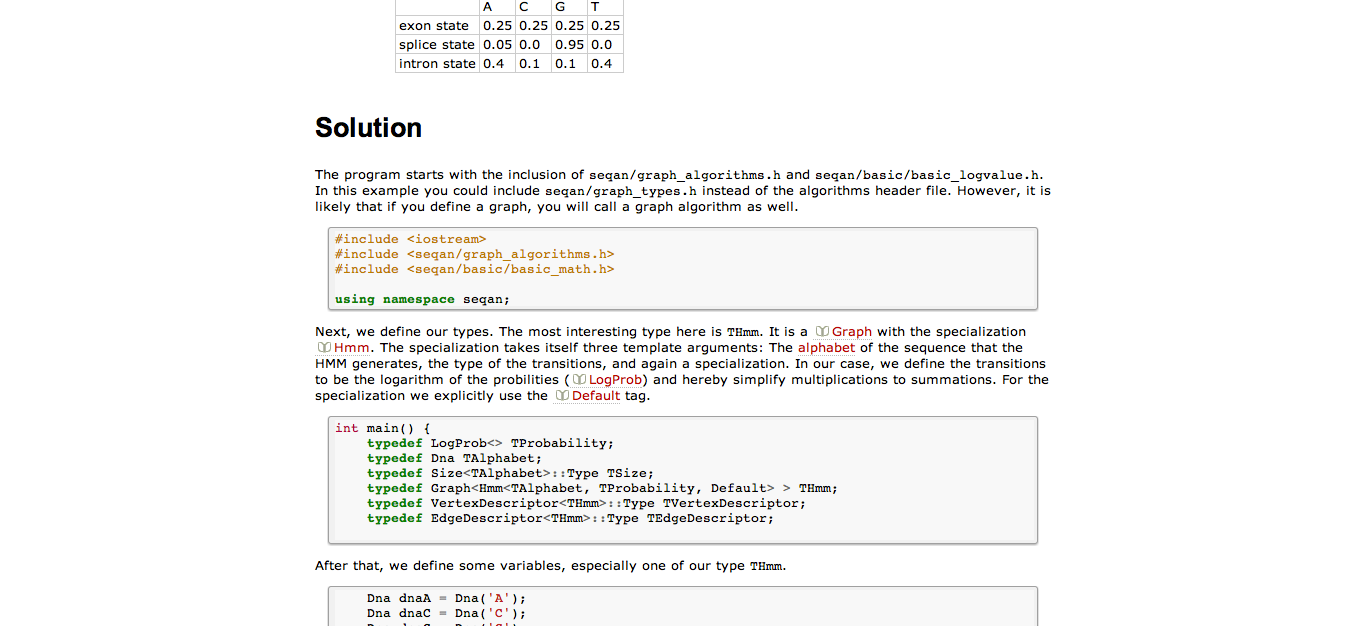 A C G T
exon state 0.25 0.25 0.25 0.25
splice state 0.05 0.0 0.95 0.0
intron state 0.4 0.1 0.1 0.4
Solution
The program starts with the inclusion of seqan/graph_algorithms.h and seqan/basic/basic_logvalue.h.
In this example you could include seqan/graph_types.h instead of the algorithms header file. However, it is
likely that if you define a graph, you will call a graph algorithm as well.
#include <iostream>
#include <seqan/graph_algorithms.h>
#include <seqan/basic/basic_math.h>
using namespace seqan;
Next, we define our types. The most interesting type here is THmm. It is a Graph with the specialization
Hmm. The specialization takes itself three template arguments: The alphabet of the sequence that the
HMM generates, the type of the transitions, and again a specialization. In our case, we define the transitions
to be the logarithm of the probilities ( LogProb) and hereby simplify multiplications to summations. For the
specialization we explicitly use the Default tag.
int main() {
typedef LogProb<> TProbability;
typedef Dna TAlphabet;
typedef Size<TAlphabet>::Type TSize;
typedef Graph<Hmm<TAlphabet, TProbability, Default> > THmm;
typedef VertexDescriptor<THmm>::Type TVertexDescriptor;
typedef EdgeDescriptor<THmm>::Type TEdgeDescriptor;
After that, we define some variables, especially one of our type THmm.
Dna dnaA = Dna('A');
Dna dnaC = Dna('C');